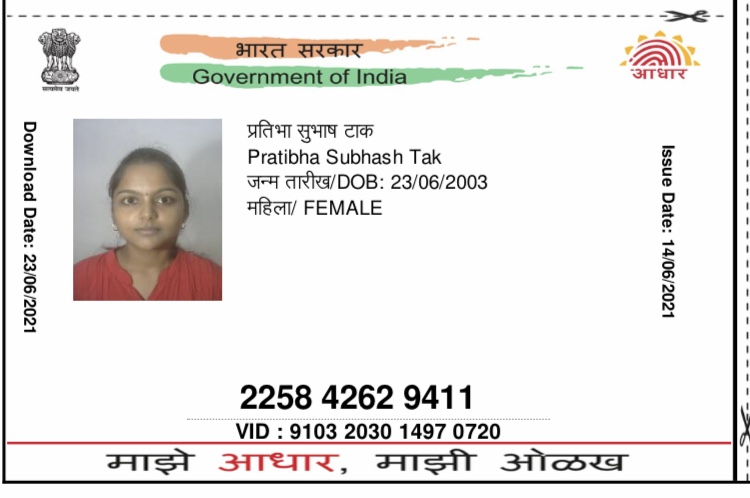 भारत सरकार
Government of India
सत्यमेव जयते
आधार
Download Date: 23/06/2021
प्रतिभा सुभाष टाक
Pratibha Subhash Tak
जन्म तारीख/DOB: 23/06/2003
महिला/ FEMALE
Issue Date: 14/06/2021
2258 4262 9411
VID : 9103 2030 1497 0720
माझे आधार, माझी ओळख